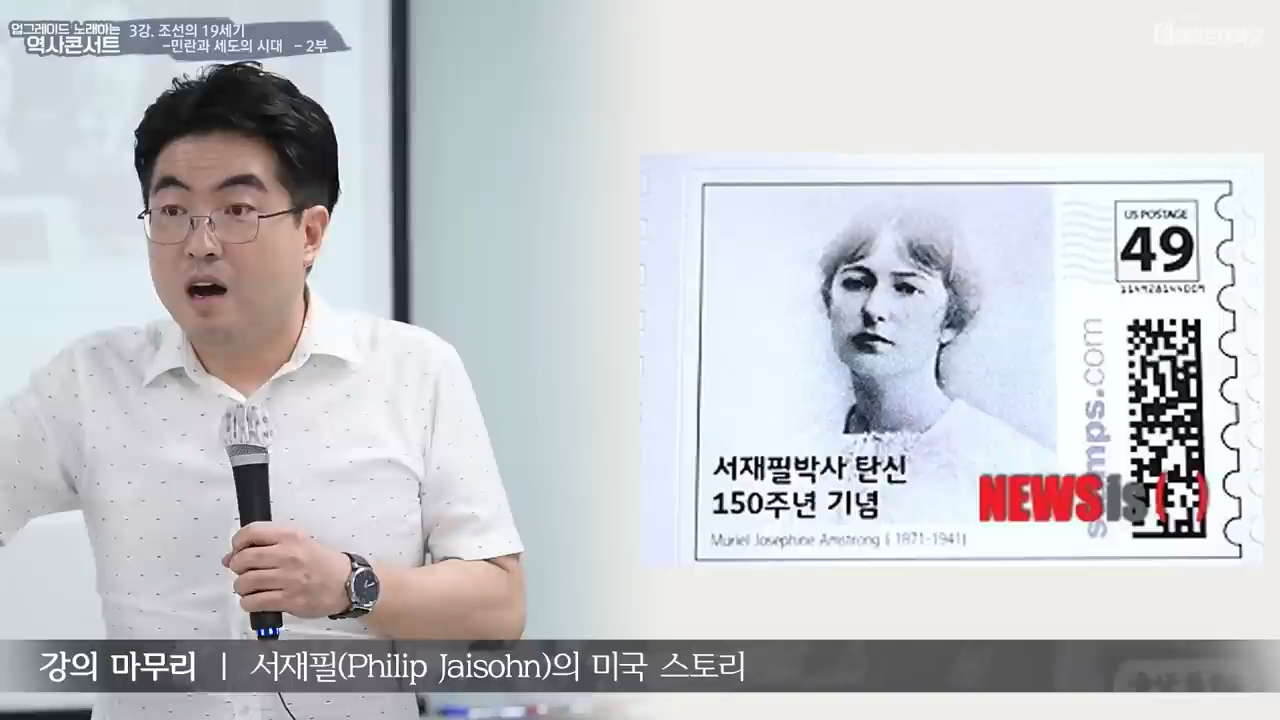 업그레이드 노래하는
역사콘서트
3강. 조선의 19세기
-민란과 세도의 시대 - 2부
US POSTAGE
49
서재필박사 탄신
150주년 기념
NEWSis
Muriel Josephine Armstrong ( 1871-1941)
강의 마무리 | 서재필(Philip Jaisohn)의 미국 스토리